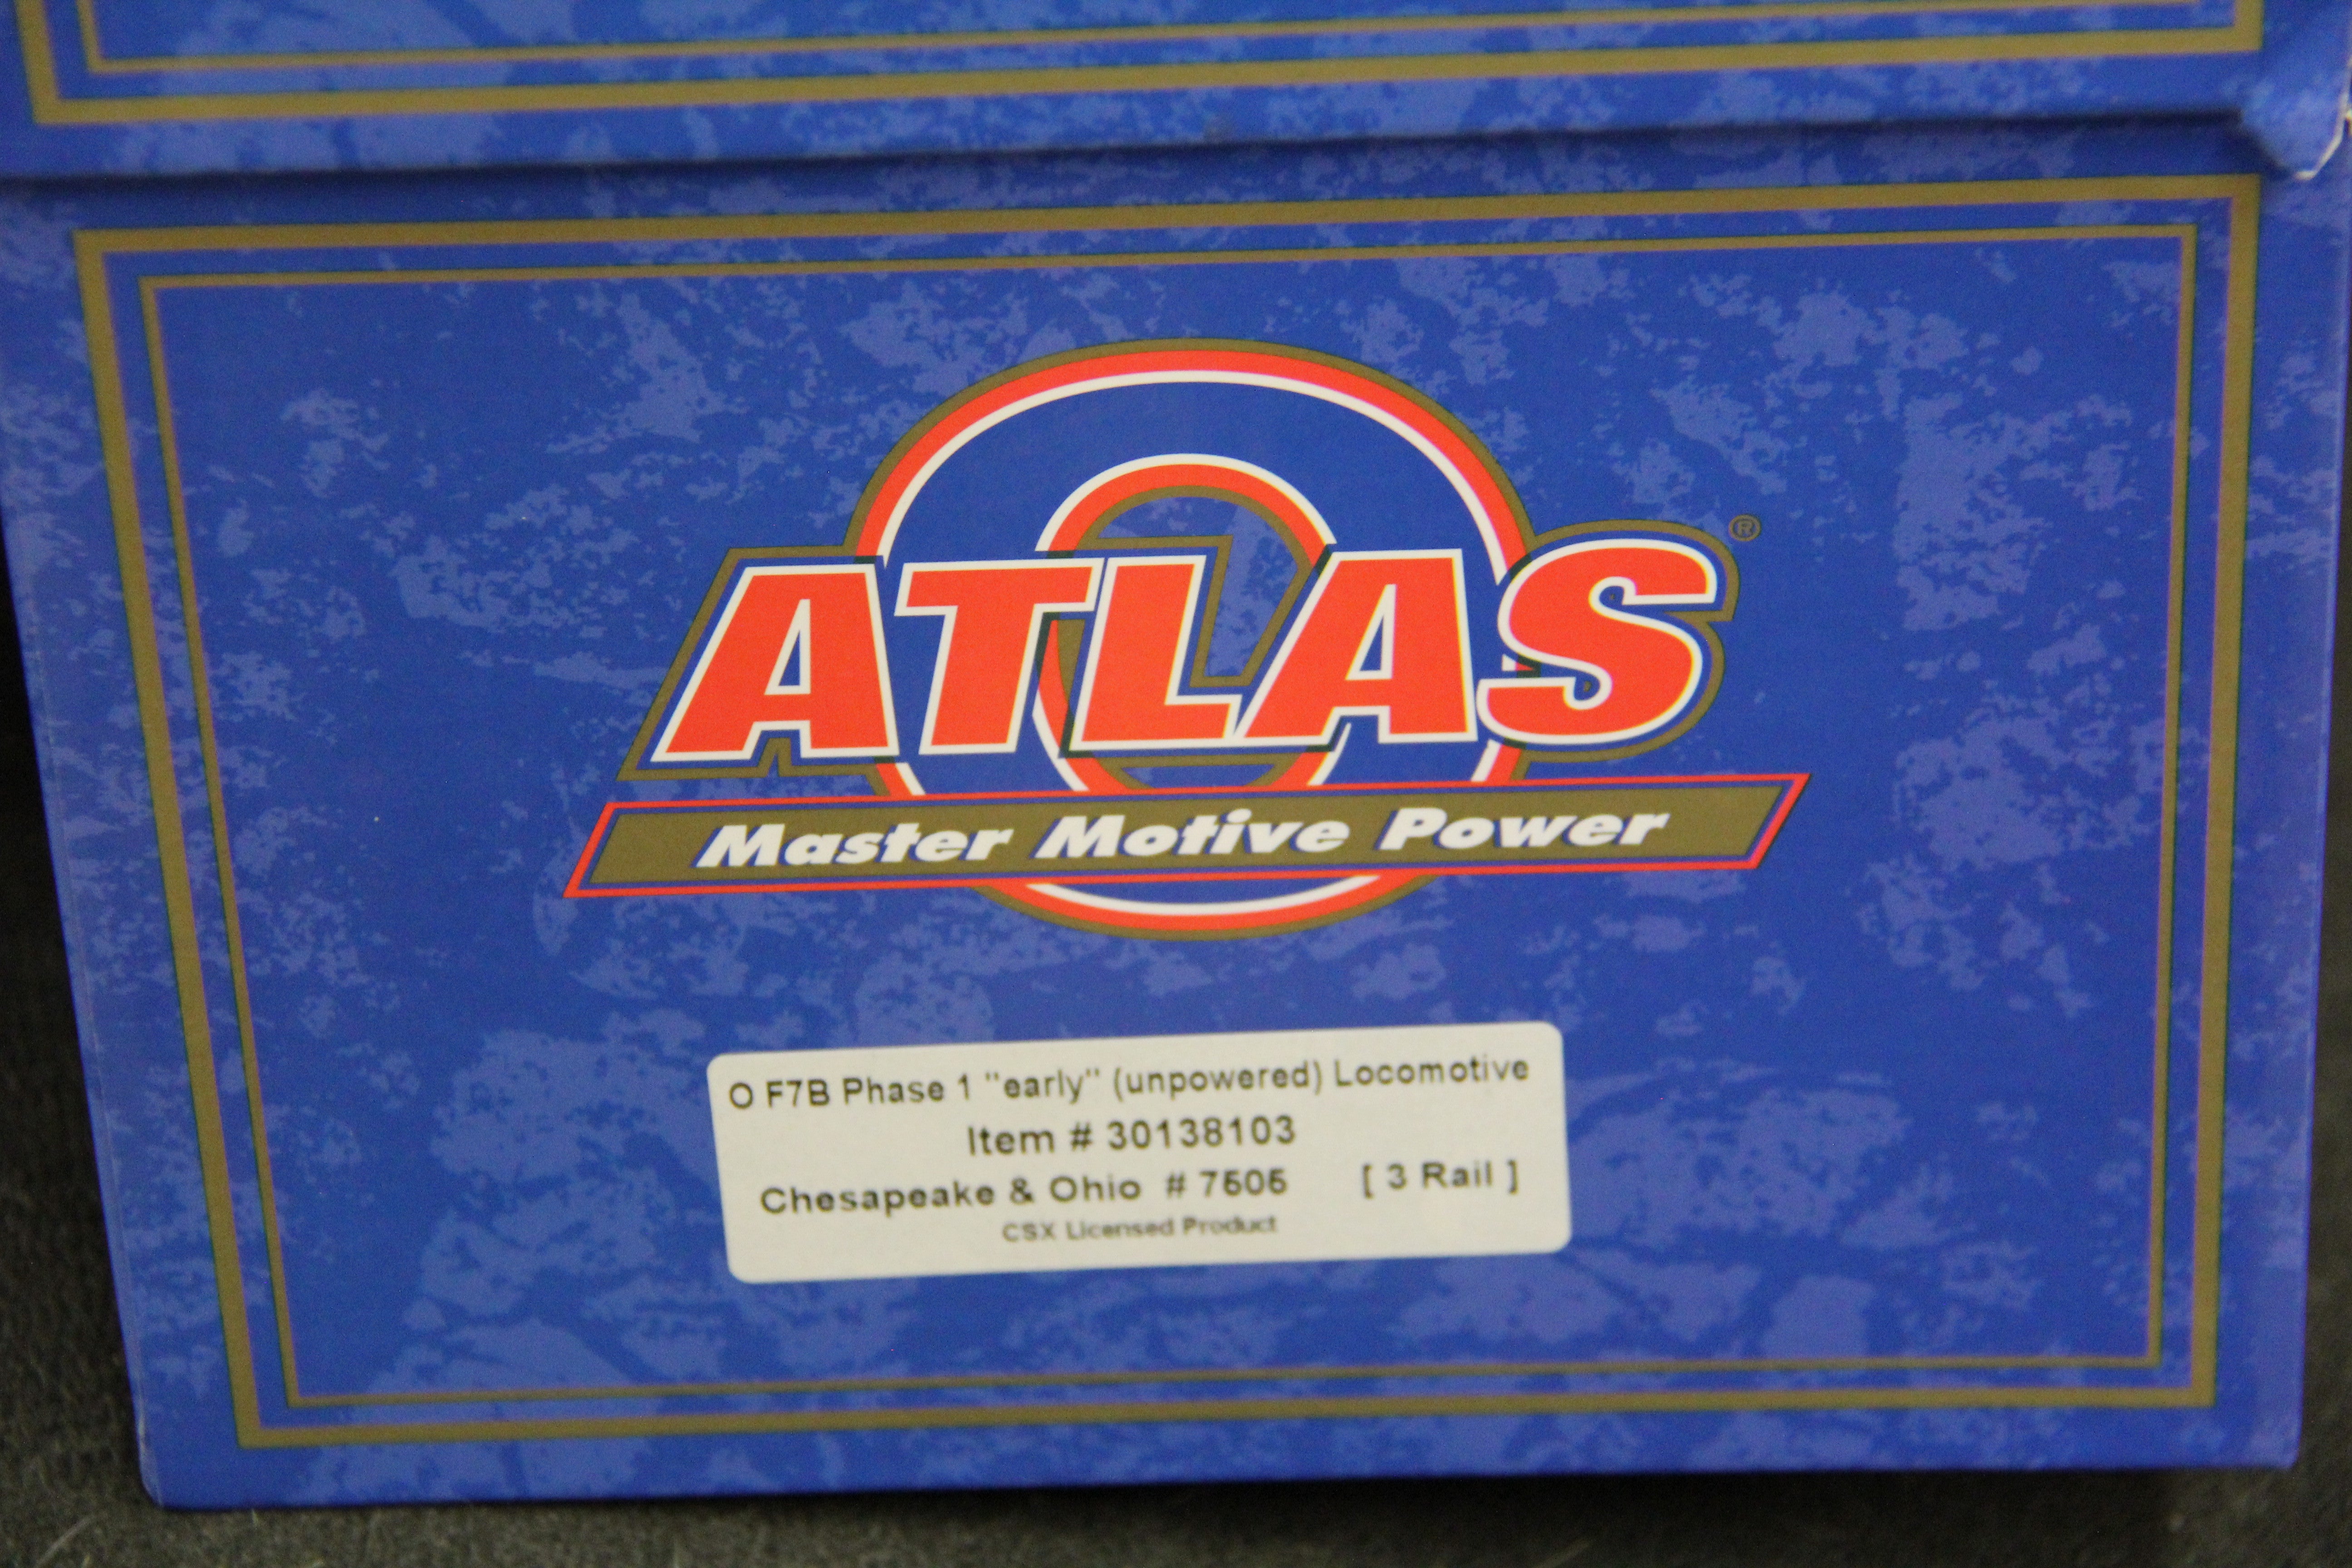 ATLAS®
Master Motive Power
O F7B Phase 1 "early" (unpowered) Locomotive
Item # 30138103
Chesapeake & Ohio # 7505 [ 3 Rail ]
CSX Licensed Product